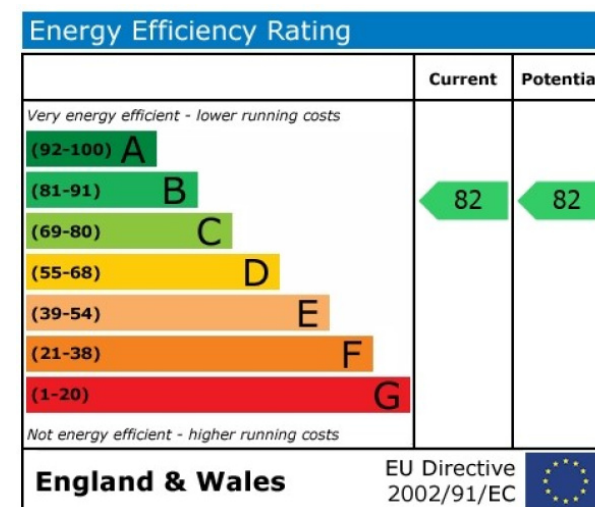 Energy Efficiency Rating
Current Potentia
Very energy efficient - lower running costs
(92-100) A
(81-91) B
82 82
(69-80) C
(55-68) D
(39-54) E
(21-38) F
(1-20) G
Not energy efficient - higher running costs
England & Wales
EU Directive
2002/91/EC